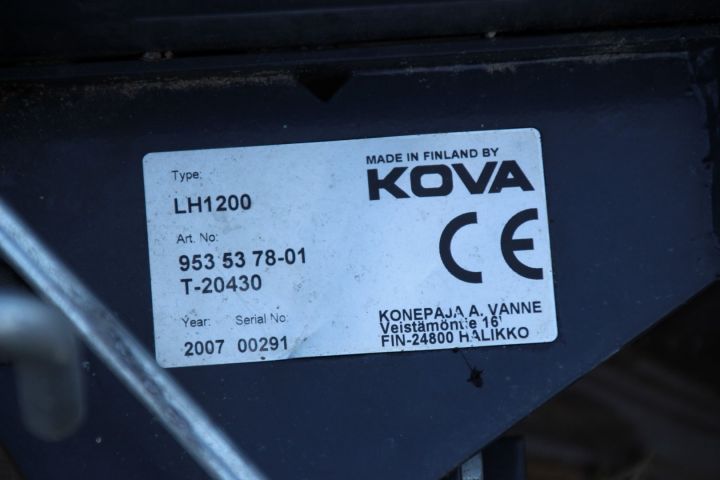 Type:
LH1200
Art. No:
953 53 78-01
T-20430
Year: Serial No:
2007 00291
MADE IN FINLAND BY
KOVA
CE
KONEPAJA A. VANNE
Veistämöntie 16
FIN-24800 HALIKKO